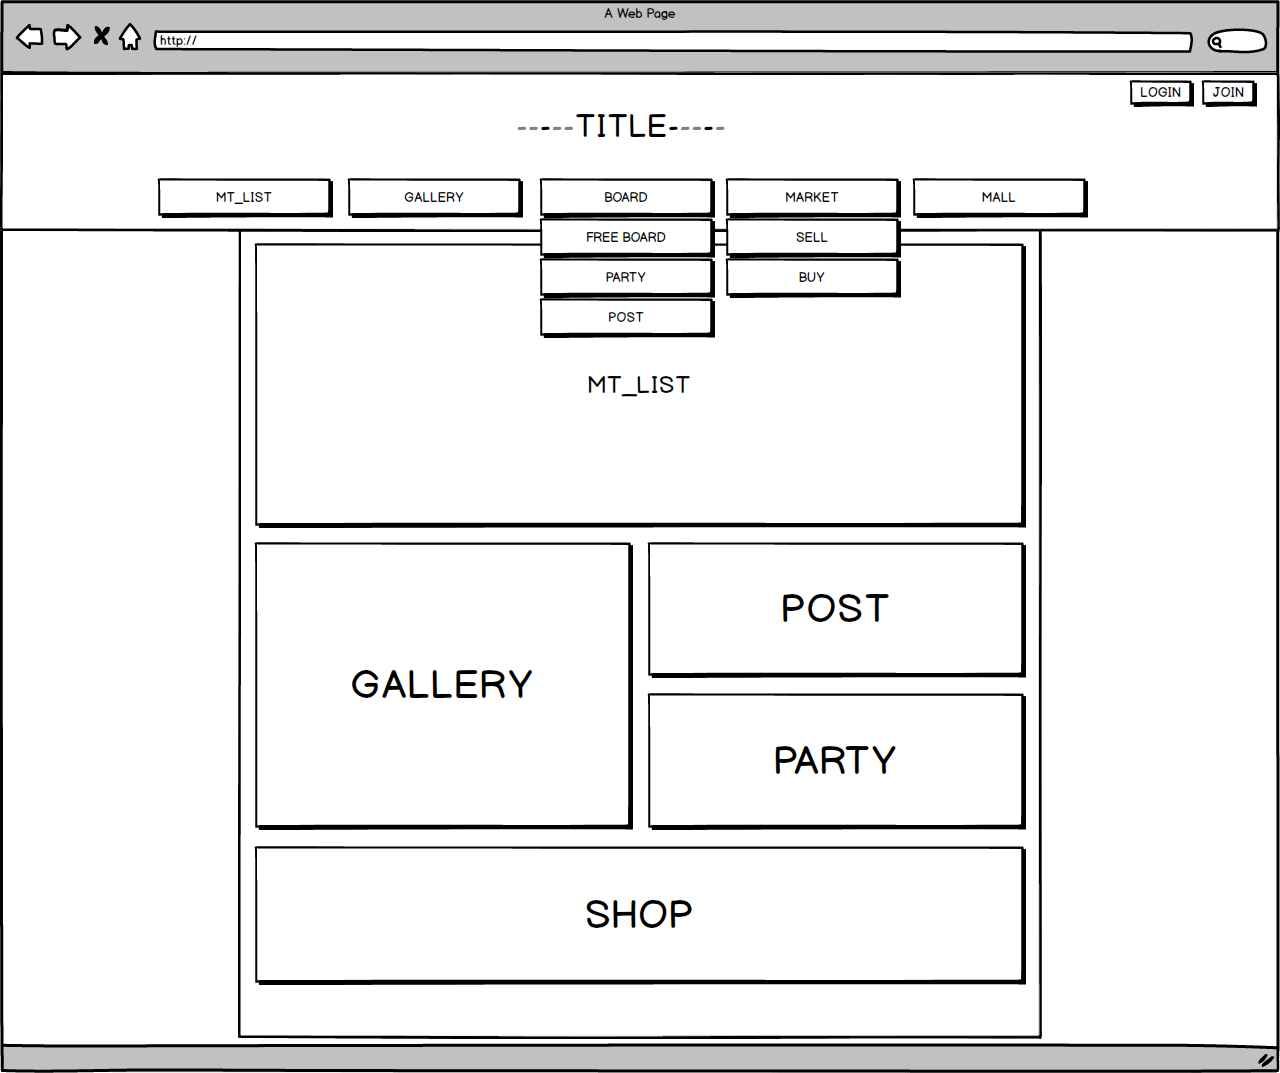 A Web Page
http://
LOGIN JOIN
-----TITLE-----
MT_LIST GALLERY BOARD MARKET MALL
FREE BOARD SELL
PARTY BUY
POST
MT_LIST
POST
GALLERY
PARTY
SHOP